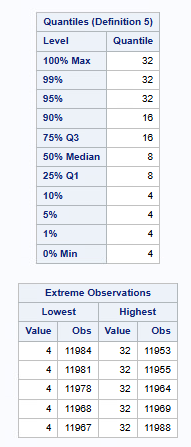 Quantiles (Definition 5)
Level Quantile
100% Max 32
99% 32
95% 32
90% 16
75% Q3 16
50% Median 8
25% Q1 8
10% 4
5% 4
1% 4
0% Min 4
Extreme Observations
Lowest Highest
Value Obs Value Obs
4 11984 32 11953
4 11981 32 11955
4 11978 32 11964
4 11968 32 11969
4 11967 32 11988